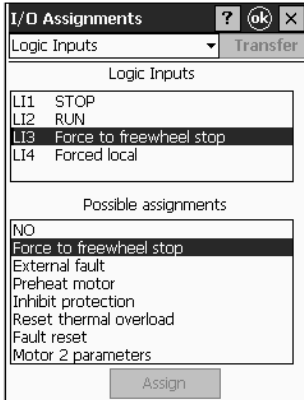 I/O Assignments ? ok ×
Logic Inputs Transfer
Logic Inputs
LI1 STOP
LI2 RUN
LI3 Force to freewheel stop
LI4 Forced local
Possible assignments
NO
Force to freewheel stop
External fault
Preheat motor
Inhibit protection
Reset thermal overload
Fault reset
Motor 2 parameters
Assign